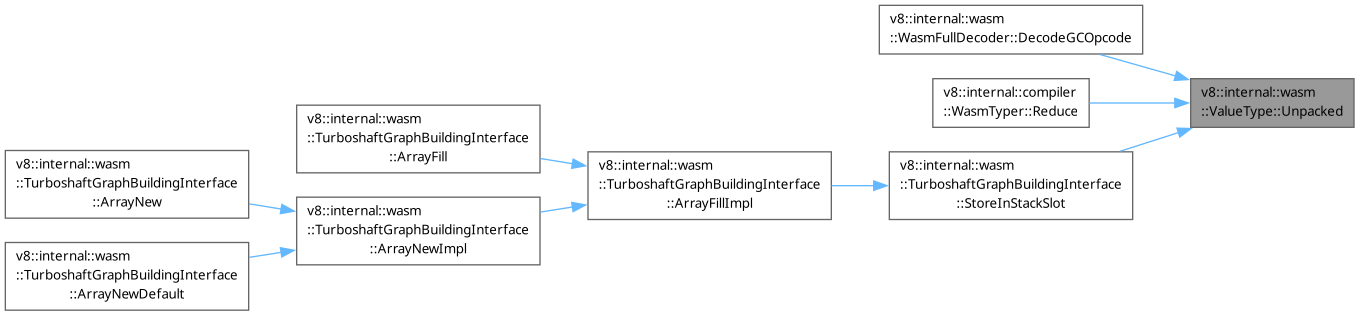 v8::internal::wasm
::WasmFullDecoder::DecodeGCOpcode
v8::internal::compiler
::WasmTyper::Reduce
v8::internal::wasm
::ValueType::Unpacked
v8::internal::wasm
::TurboshaftGraphBuildingInterface
::ArrayFill
v8::internal::wasm
::TurboshaftGraphBuildingInterface
::ArrayNew
v8::internal::wasm
::TurboshaftGraphBuildingInterface
::ArrayFillImpl
v8::internal::wasm
::TurboshaftGraphBuildingInterface
::StoreInStackSlot
v8::internal::wasm
::TurboshaftGraphBuildingInterface
::ArrayNewImpl
v8::internal::wasm
::TurboshaftGraphBuildingInterface
::ArrayNewDefault